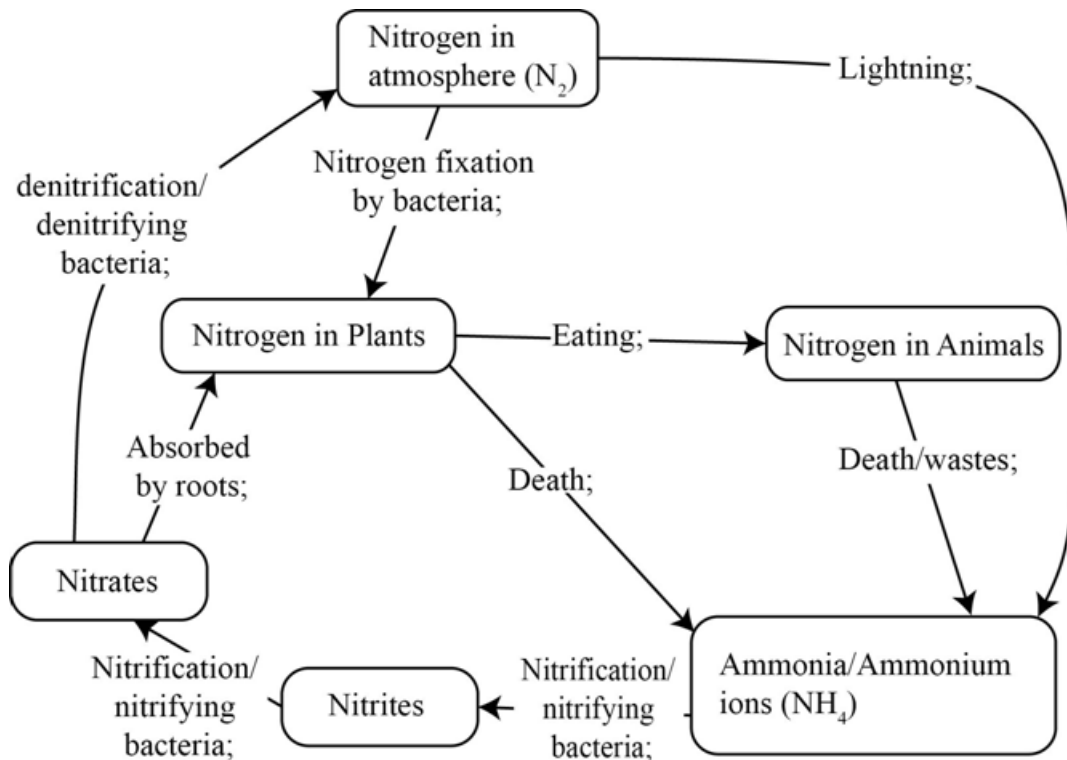 Nitrogen in
atmosphere (N₂)
Lightning;
Nitrogen fixation
by bacteria;
denitrification/
denitrifying
bacteria;
Nitrogen in Plants
Eating;
Nitrogen in Animals
Absorbed
by roots;
Death;
Death/wastes;
Nitrates
Nitrification/
nitrifying
bacteria;
Nitrites
Nitrification/
nitrifying
bacteria;
Ammonia/Ammonium
ions (NH₄)